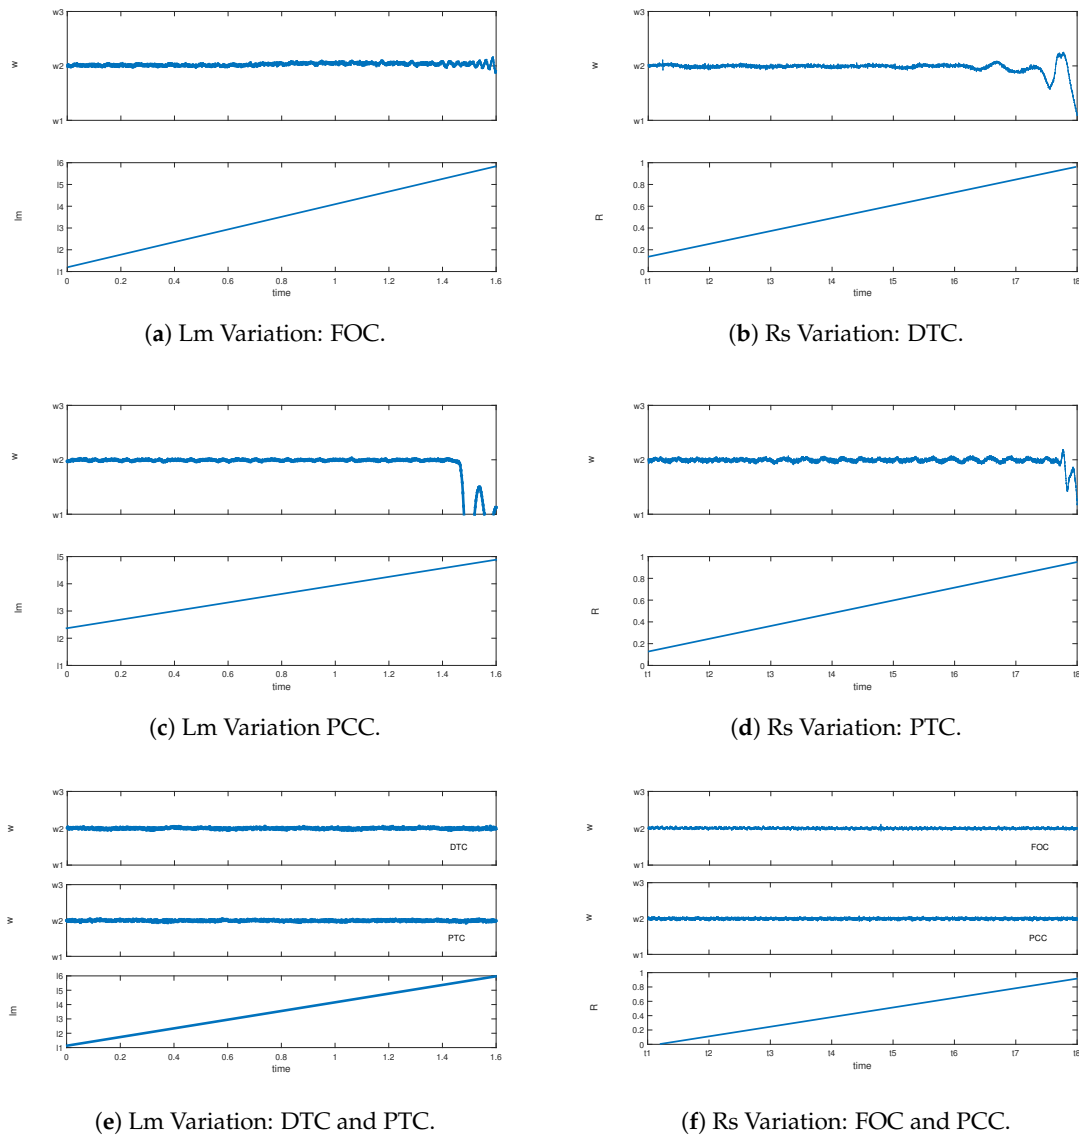 w3
w
w2
w1
l6
l5
l4
lm
l3
l2
l1
0 0.2 0.4 0.6 0.8 1 1.2 1.4 1.6
time
(a) Lm Variation: FOC.
w3
w
w2
w1
1
0.8
0.6
R
0.4
0.2
0
t1 t2 t3 t4 t5 t6 t7 t8
time
(b) Rs Variation: DTC.
w3
w
w2
w1
l5
l4
lm
l3
l2
l1
0 0.2 0.4 0.6 0.8 1 1.2 1.4 1.6
time
(c) Lm Variation PCC.
w3
w
w2
w1
1
0.8
0.6
R
0.4
0.2
0
t1 t2 t3 t4 t5 t6 t7 t8
time
(d) Rs Variation: PTC.
w3
w
w2
DTC
w1
w3
w
w2
PTC
w1
l6
l5
l4
lm
l3
l2
l1
0 0.2 0.4 0.6 0.8 1 1.2 1.4 1.6
time
(e) Lm Variation: DTC and PTC.
w3
w
w2
FOC
w1
w3
w
w2
PCC
w1
1
0.8
0.6
R
0.4
0.2
0
t1 t2 t3 t4 t5 t6 t7 t8
time
(f) Rs Variation: FOC and PCC.